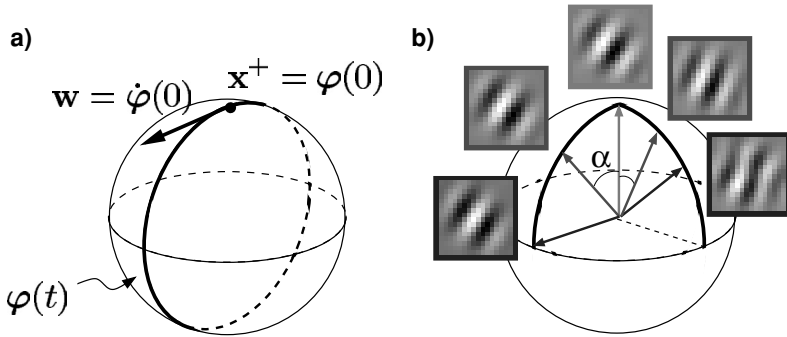 a)
x⁺ = φ(0)
w = φ̇(0)
φ(t)
b)
α